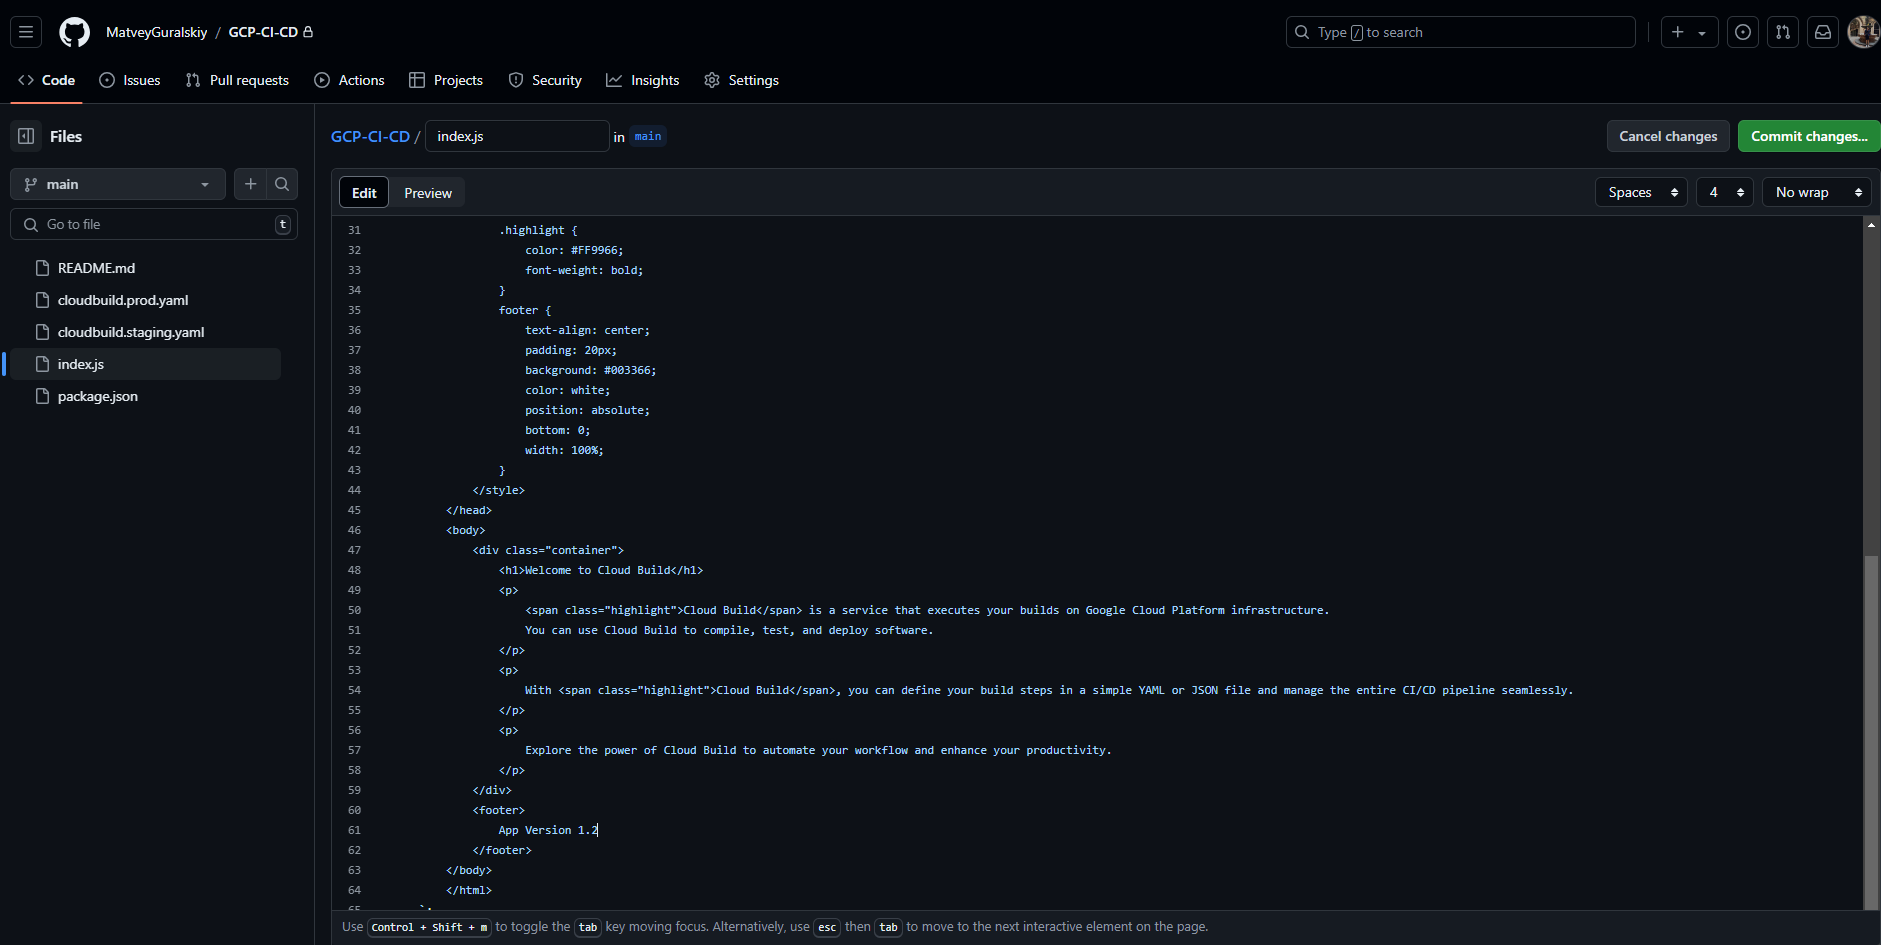 MatveyGuralskiy / GCP-CI-CD
Type / to search
Code
Issues
Pull requests
Actions
Projects
Security
Insights
Settings
Files
main
Go to file
t
README.md
cloudbuild.prod.yaml
cloudbuild.staging.yaml
index.js
package.json
GCP-CI-CD / index.js in main
Cancel changes
Commit changes...
Edit
Preview
Spaces
4
No wrap
31 .highlight {
32 color: #FF9966;
33 font-weight: bold;
34 }
35 footer {
36 text-align: center;
37 padding: 20px;
38 background: #003366;
39 color: white;
40 position: absolute;
41 bottom: 0;
42 width: 100%;
43 }
44 </style>
45 </head>
46 <body>
47 <div class="container">
48 <h1>Welcome to Cloud Build</h1>
49 <p>
50 <span class="highlight">Cloud Build</span> is a service that executes your builds on Google Cloud Platform infrastructure.
51 You can use Cloud Build to compile, test, and deploy software.
52 </p>
53 <p>
54 With <span class="highlight">Cloud Build</span>, you can define your build steps in a simple YAML or JSON file and manage the entire CI/CD pipeline seamlessly.
55 </p>
56 <p>
57 Explore the power of Cloud Build to automate your workflow and enhance your productivity.
58 </p>
59 </div>
60 <footer>
61 App Version 1.2
62 </footer>
63 </body>
64 </html>
65 `;
Use Control + Shift + m to toggle the tab key moving focus. Alternatively, use esc then tab to move to the next interactive element on the page.